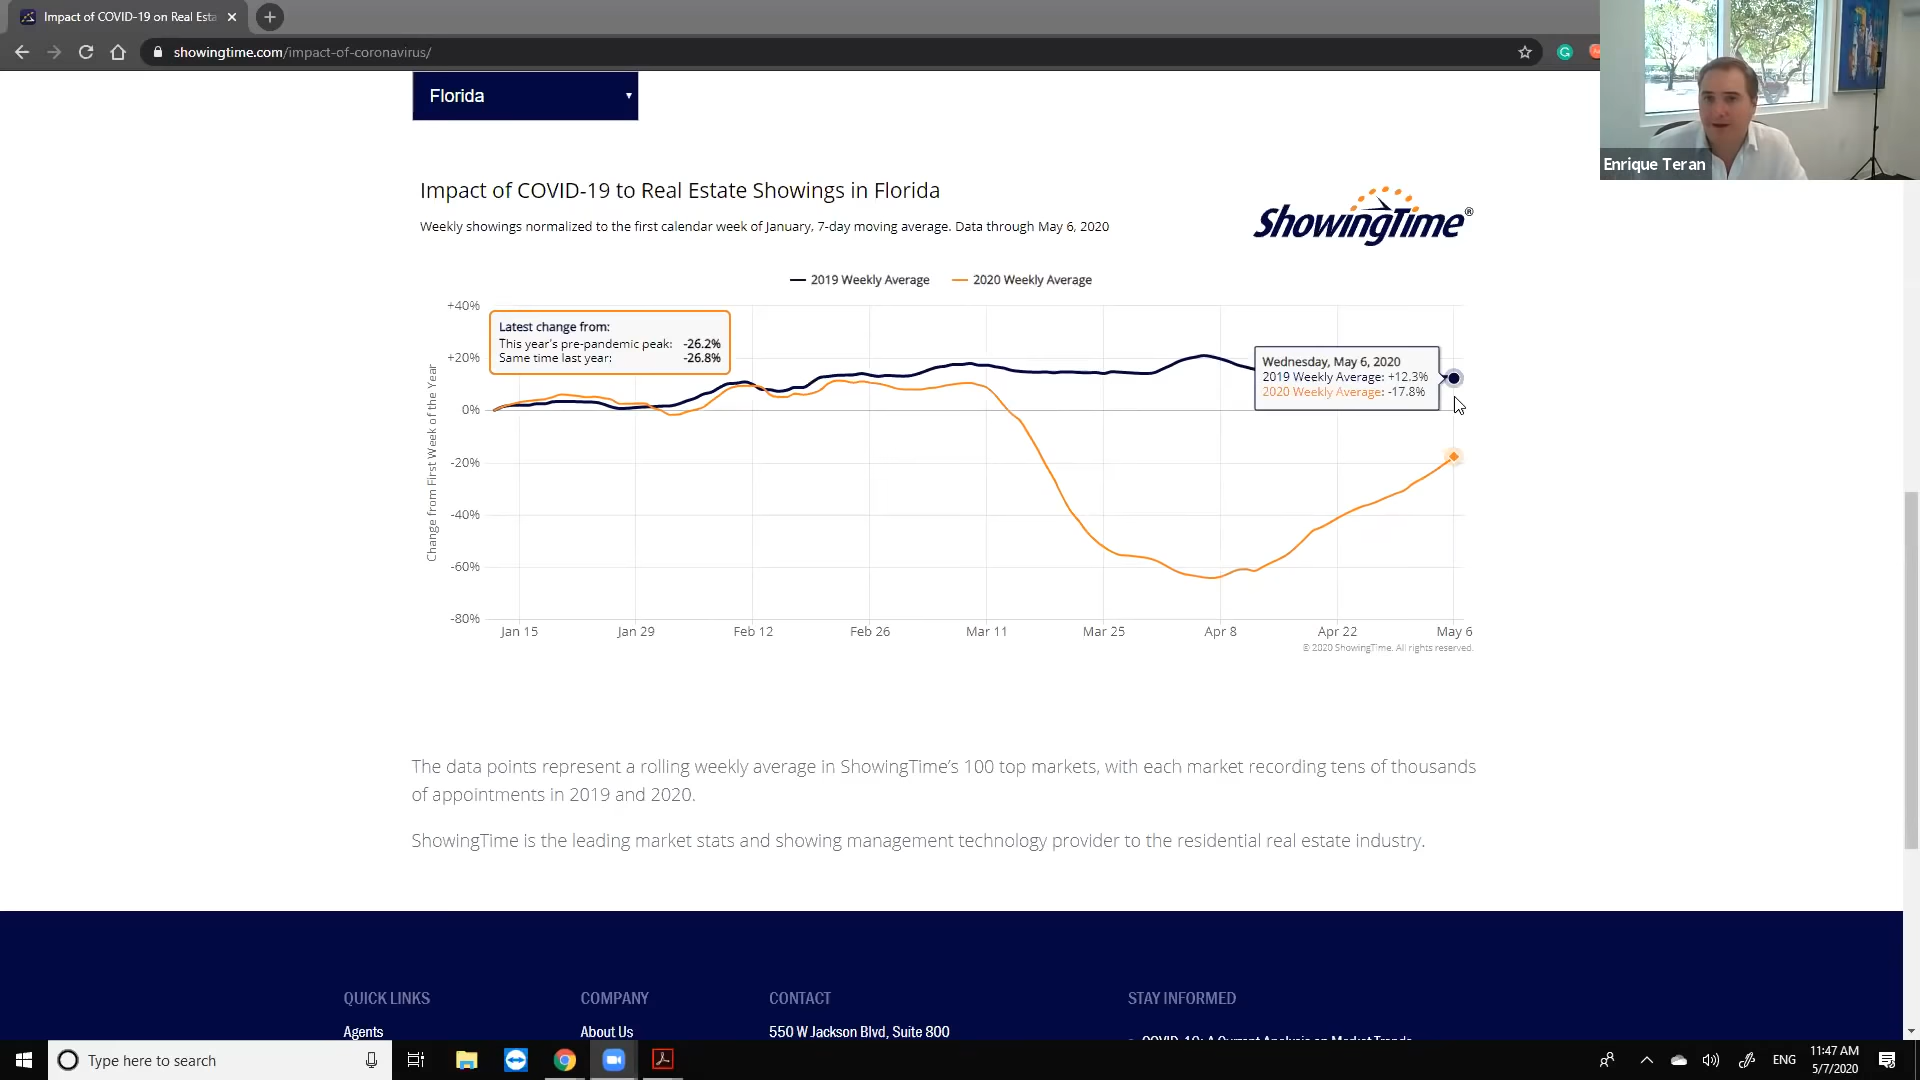 Impact of COVID-19 on Real Esta
showingtime.com/impact-of-coronavirus/
Enrique Teran
Florida
Impact of COVID-19 to Real Estate Showings in Florida
Weekly showings normalized to the first calendar week of January, 7-day moving average. Data through May 6, 2020
ShowingTime®
2019 Weekly Average
2020 Weekly Average
Change from First Week of the Year
+40%
+20%
0%
-20%
-40%
-60%
-80%
Latest change from:
This year's pre-pandemic peak: -26.2%
Same time last year: -26.8%
Wednesday, May 6, 2020
2019 Weekly Average: +12.3%
2020 Weekly Average: -17.8%
Jan 15
Jan 29
Feb 12
Feb 26
Mar 11
Mar 25
Apr 8
Apr 22
May 6
© 2020 ShowingTime. All rights reserved.
The data points represent a rolling weekly average in ShowingTime's 100 top markets, with each market recording tens of thousands
of appointments in 2019 and 2020.
ShowingTime is the leading market stats and showing management technology provider to the residential real estate industry.
QUICK LINKS
COMPANY
CONTACT
STAY INFORMED
Agents
About Us
550 W Jackson Blvd, Suite 800
COVID-19: A Current Analysis on Market Trends
Type here to search
ENG
11:47 AM
5/7/2020